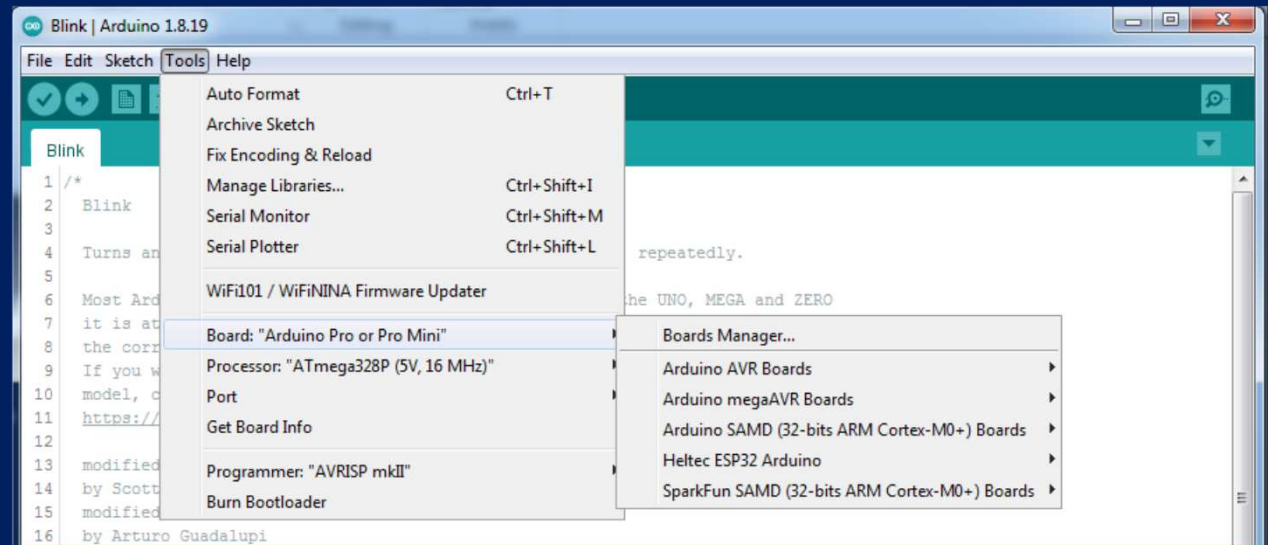 Blink | Arduino 1.8.19
File Edit Sketch Tools Help
Auto Format Ctrl+T
Archive Sketch
Fix Encoding & Reload
Manage Libraries... Ctrl+Shift+I
Serial Monitor Ctrl+Shift+M
Serial Plotter Ctrl+Shift+L
WiFi101 / WiFiNINA Firmware Updater
Board: "Arduino Pro or Pro Mini"
Processor: "ATmega328P (5V, 16 MHz)"
Port
Get Board Info
Programmer: "AVRISP mkII"
Burn Bootloader
Boards Manager...
Arduino AVR Boards
Arduino megaAVR Boards
Arduino SAMD (32-bits ARM Cortex-M0+) Boards
Heltec ESP32 Arduino
SparkFun SAMD (32-bits ARM Cortex-M0+) Boards
Blink
1 /*
2 Blink
3
4 Turns an repeatedly.
5
6 Most Ard he UNO, MEGA and ZERO
7 it is at
8 the corr
9 If you w
10 model, c
11 https://
12
13 modified
14 by Scott
15 modified
16 by Arturo Guadalupi